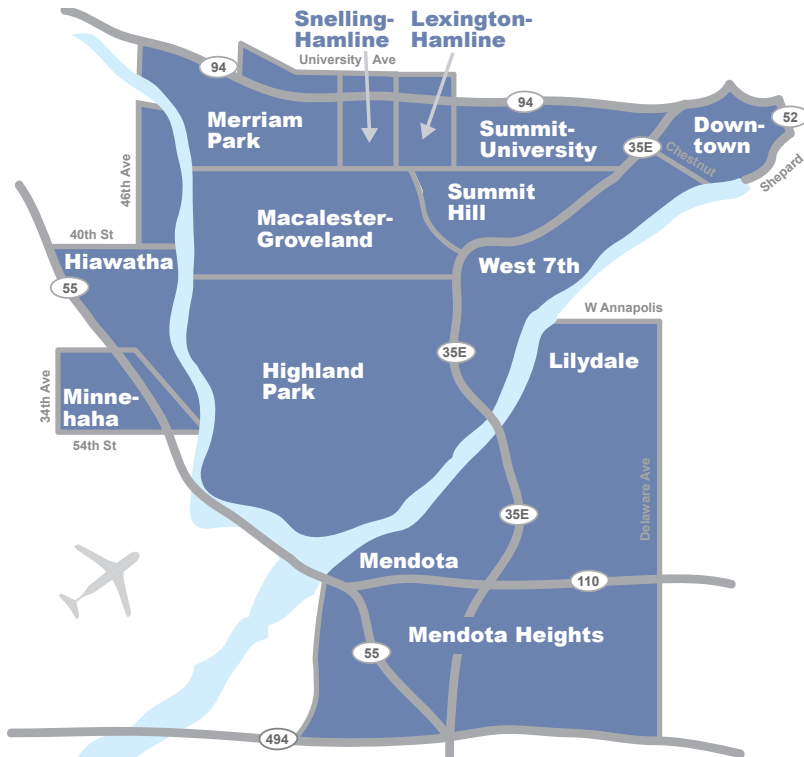 Snelling-
Hamline
Lexington-
Hamline
University Ave
94
94
52
Merriam
Park
Summit-
University
Down-
town
35E
Chestnut
Shepard
46th Ave
Summit
Hill
Macalester-
Groveland
40th St
Hiawatha
West 7th
55
W Annapolis
35E
Lilydale
Highland
Park
34th Ave
Minne-
haha
54th St
Delaware Ave
35E
Mendota
110
Mendota Heights
55
494